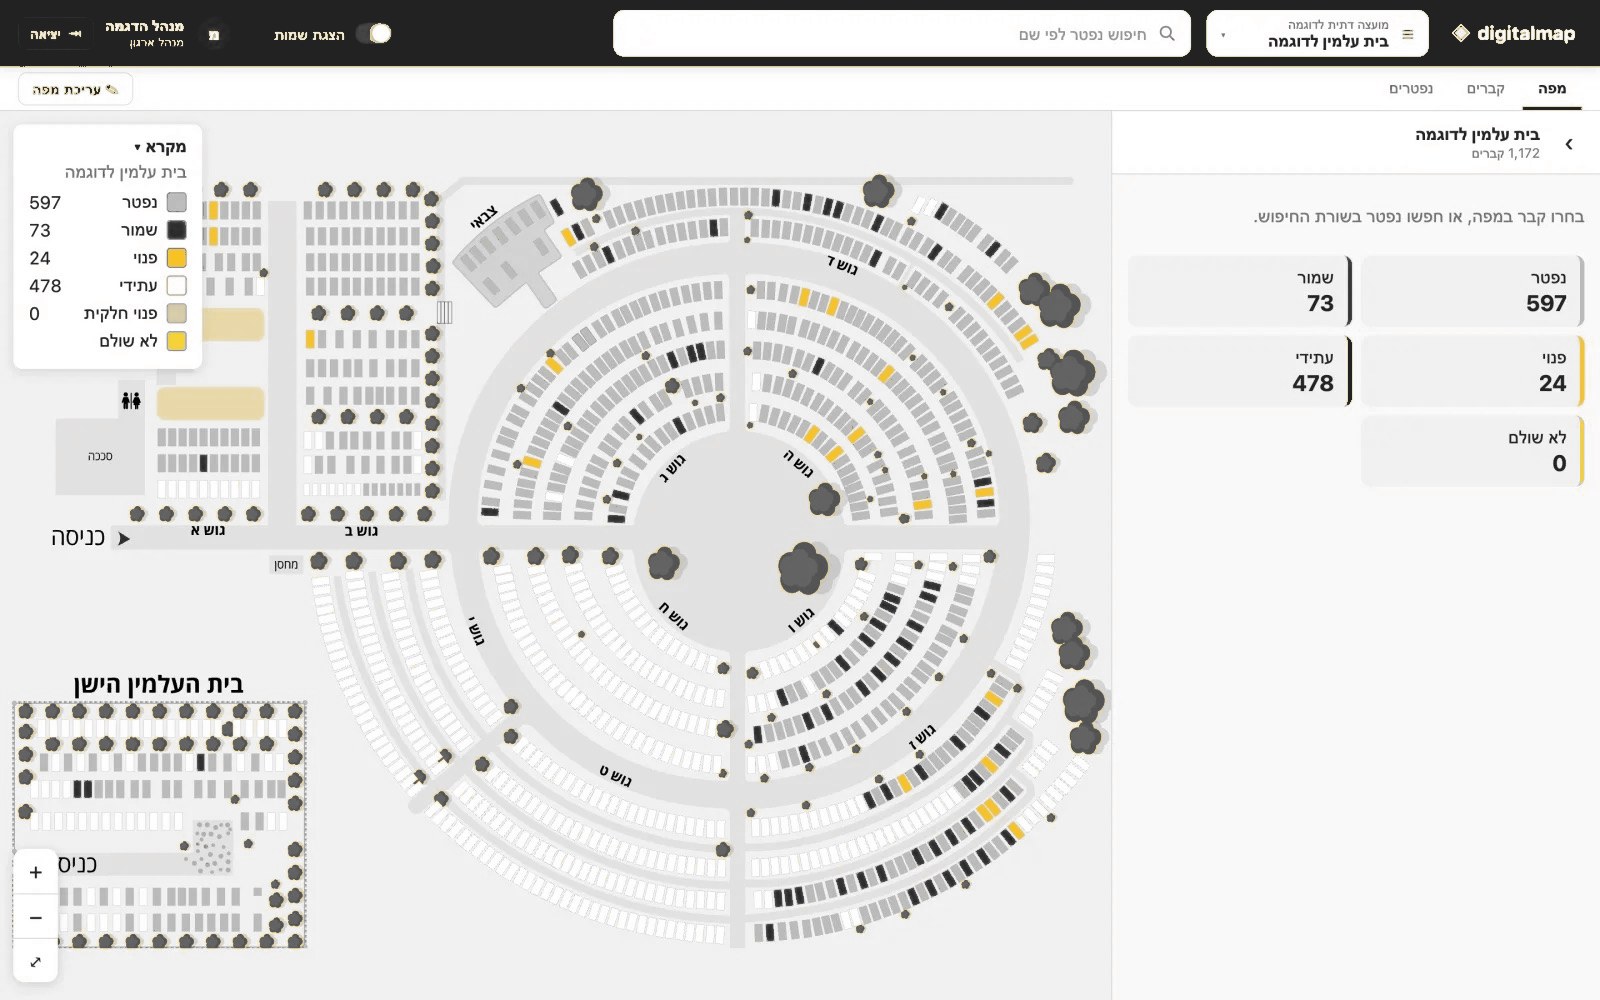 digitalmap
מועצה דתית לדוגמה
בית עלמין לדוגמה
חיפוש נפטר לפי שם
הצגת שמות
מנהל הדגמה
מנהל ארגון
מ
יציאה
מפה
קברים
נפטרים
עריכת מפה
בית עלמין לדוגמה
1,172 קברים
בחרו קבר במפה, או חפשו נפטר בשורת החיפוש.
נפטר
597
שמור
73
פנוי
24
עתידי
478
לא שולם
0
מקרא
בית עלמין לדוגמה
נפטר 597
שמור 73
פנוי 24
עתידי 478
פנוי חלקית 0
לא שולם
צבאי
גוש ד
גוש ג
גוש ה
סככה
גוש א
גוש ב
כניסה
מחסן
גוש י
גוש ח
גוש ו
גוש ט
גוש ז
בית העלמין הישן
כניס
+
−